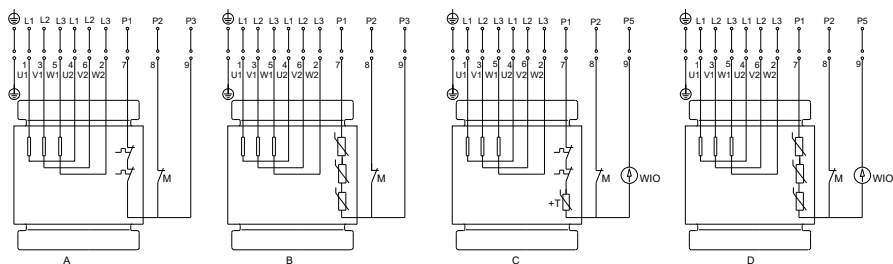 L1 L2 L3 L1 L2 L3 P1 P2 P3
1 3 5 4 6 2 7 8 9
U1 V1 W1 U2 V2 W2
M
A
L1 L2 L3 L1 L2 L3 P1 P2 P3
1 3 5 4 6 2 7 8 9
U1 V1 W1 U2 V2 W2
M
B
L1 L2 L3 L1 L2 L3 P1 P2 P5
1 3 5 4 6 2 7 8 9
U1 V1 W1 U2 V2 W2
M WIO
+T
C
L1 L2 L3 L1 L2 L3 P1 P2 P5
1 3 5 4 6 2 7 8 9
U1 V1 W1 U2 V2 W2
M WIO
D